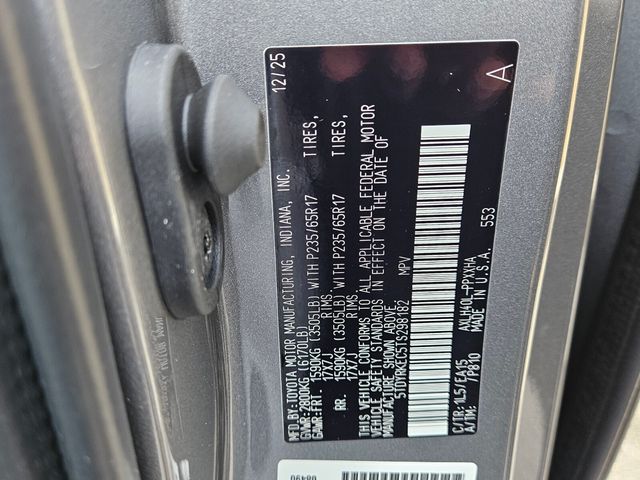 MFD.BY:TOYOTA MOTOR MANUFACTURING, INDIANA, INC. 12/25
GVWR:2800KG (6170LB)
GAWR:FRT. 1590KG (3505LB) WITH P235/65R17 TIRES,
17X7J RIMS
RR. 1590KG (3505LB) WITH P235/65R17 TIRES,
17X7J RIMS
THIS VEHICLE CONFORMS TO ALL APPLICABLE FEDERAL MOTOR
VEHICLE SAFETY STANDARDS IN EFFECT ON THE DATE OF
MANUFACTURE SHOWN ABOVE.
5TDYRKEC5TS298182 MPV
C/TR:1L5/EA15 AXLH40L-PPXXHA
A/TM: /P810 MADE IN U.S.A. 553
A